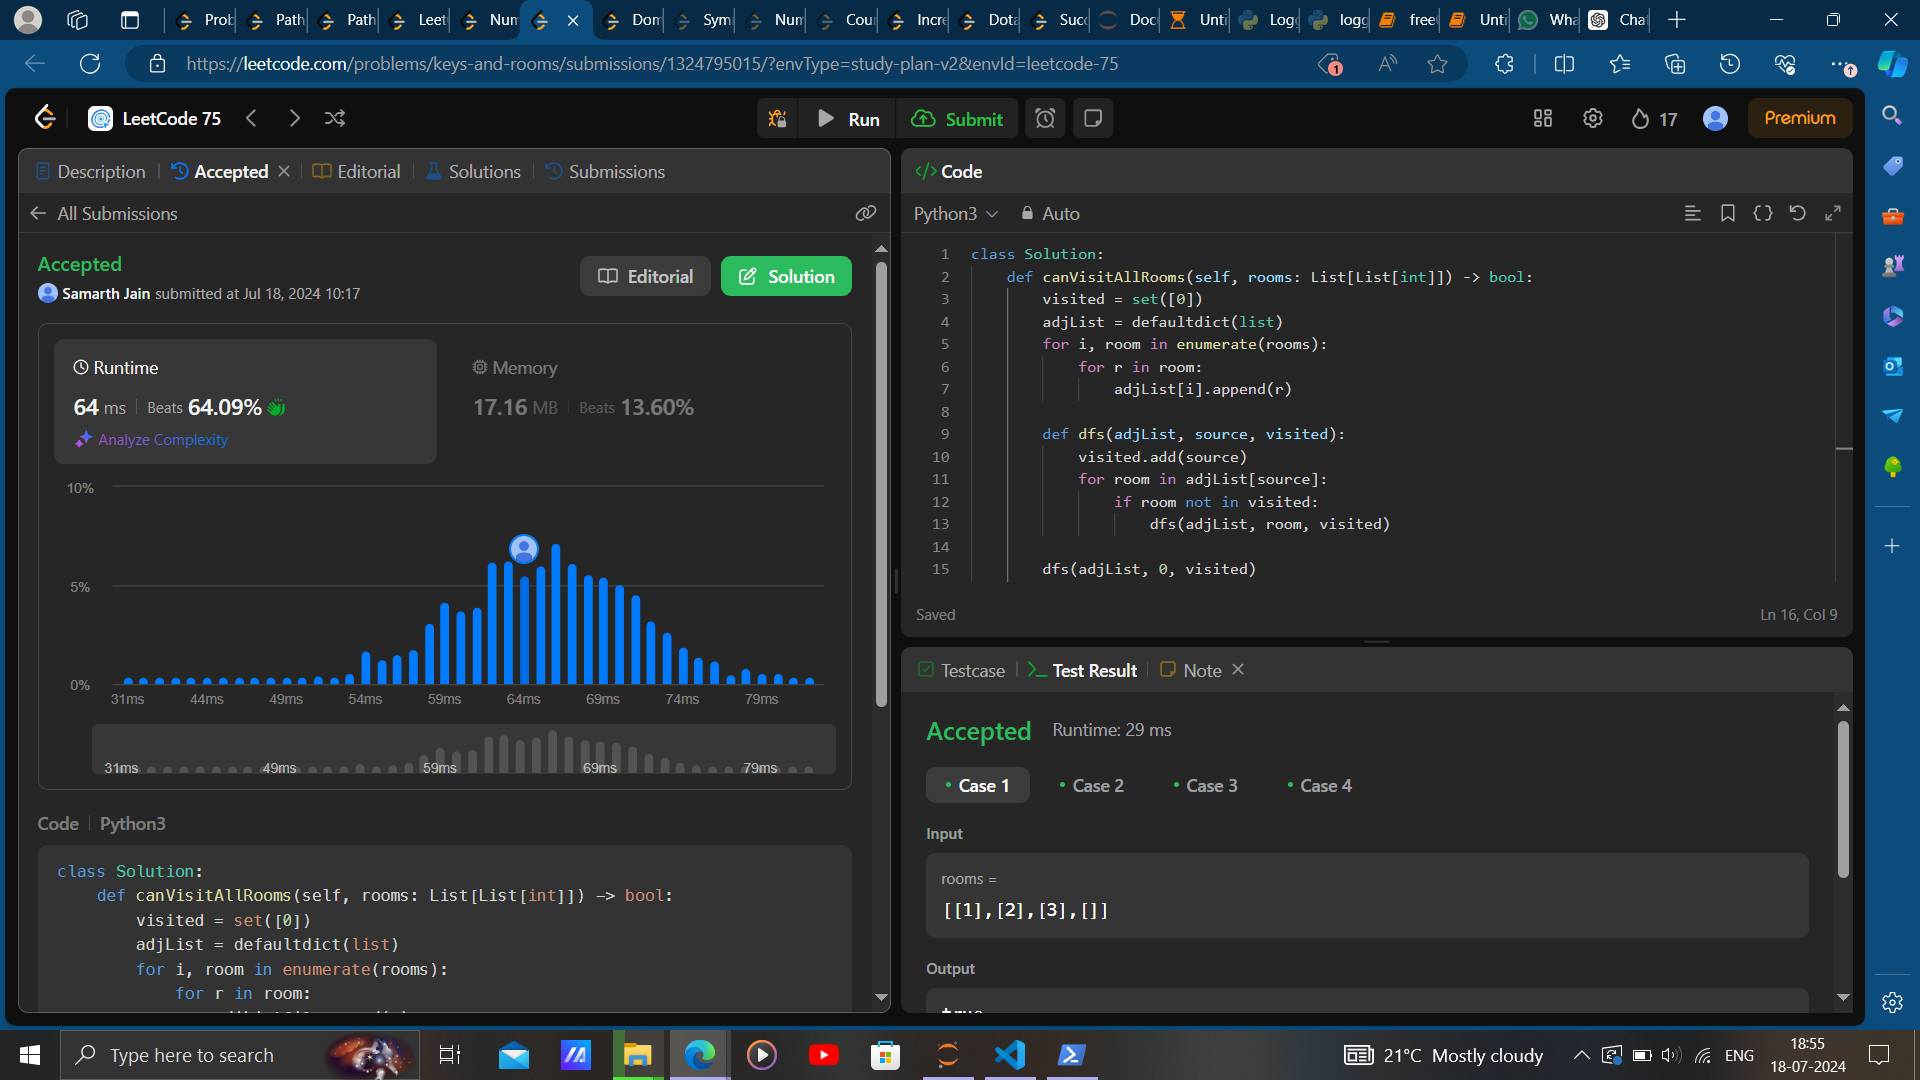 Prob
Path
Path
Leet
Num
Dom
Sym
Num
Cour
Incre
Dota
Succ
Doc
Unti
Logg
logg
free
Unti
Wha
Chat
https://leetcode.com/problems/keys-and-rooms/submissions/1324795015/?envType=study-plan-v2&envId=leetcode-75
1
LeetCode 75
Run
Submit
17
Premium
Description
Accepted
Editorial
Solutions
Submissions
All Submissions
Accepted
Samarth Jain submitted at Jul 18, 2024 10:17
Editorial
Solution
Runtime
64 ms
Beats 64.09%
Analyze Complexity
Memory
17.16 MB
Beats 13.60%
10%
5%
0%
31ms 44ms 49ms 54ms 59ms 64ms 69ms 74ms 79ms
31ms 49ms 59ms 69ms 79ms
Code
Python3
class Solution:
    def canVisitAllRooms(self, rooms: List[List[int]]) -> bool:
        visited = set([0])
        adjList = defaultdict(list)
        for i, room in enumerate(rooms):
            for r in room:
</> Code
Python3
Auto
1 class Solution:
2     def canVisitAllRooms(self, rooms: List[List[int]]) -> bool:
3         visited = set([0])
4         adjList = defaultdict(list)
5         for i, room in enumerate(rooms):
6             for r in room:
7                 adjList[i].append(r)
8
9         def dfs(adjList, source, visited):
10             visited.add(source)
11             for room in adjList[source]:
12                 if room not in visited:
13                     dfs(adjList, room, visited)
14
15         dfs(adjList, 0, visited)
Saved
Ln 16, Col 9
Testcase
Test Result
Note
Accepted
Runtime: 29 ms
Case 1
Case 2
Case 3
Case 4
Input
rooms =
[[1],[2],[3],[]]
Output
true
Type here to search
21°C Mostly cloudy
ENG
18:55
18-07-2024